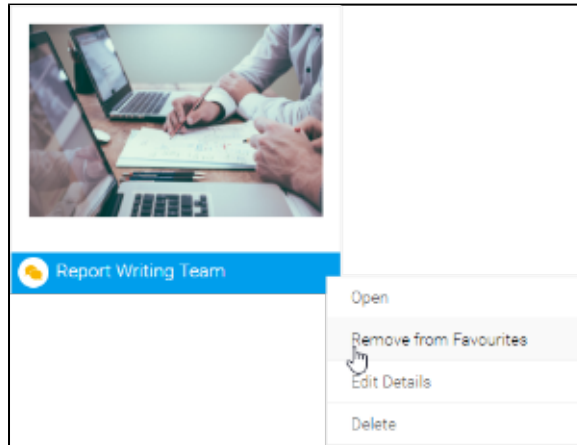 Report Writing Team
Open
Remove from Favourites
Edit Details
Delete